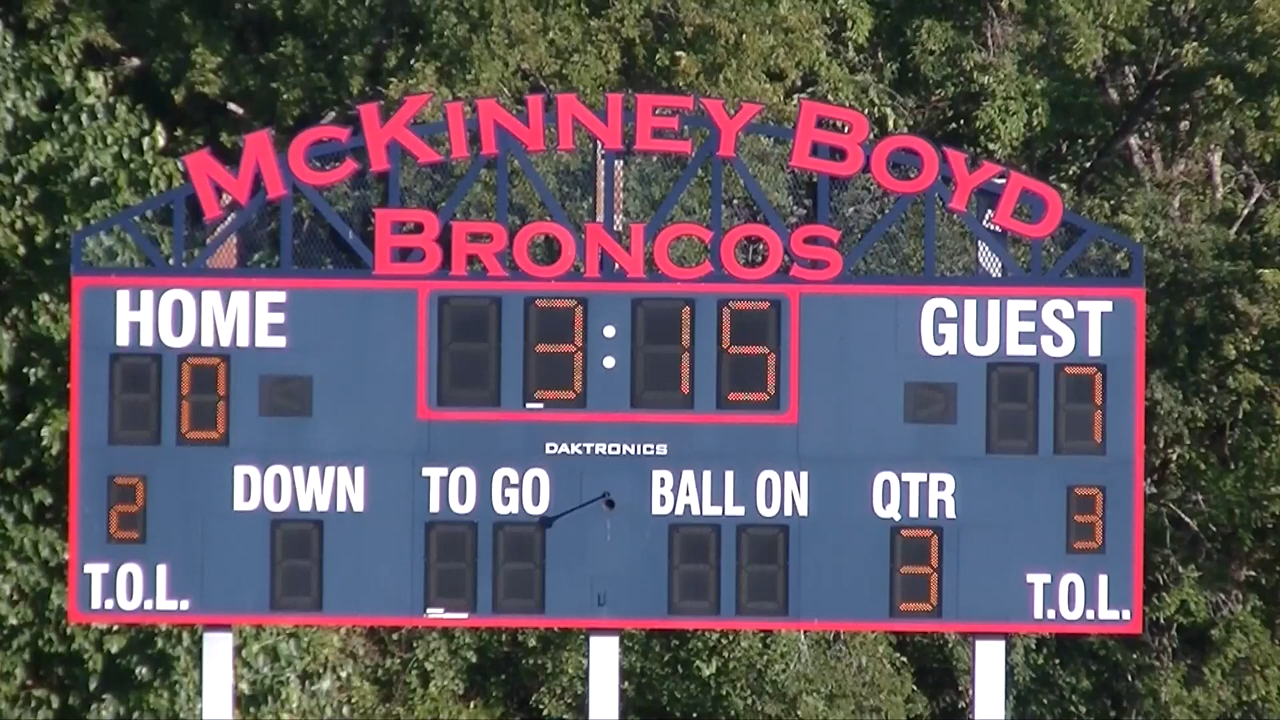 McKinney Boyd
Broncos
HOME 3:15 GUEST
0 7
DAKTRONICS
DOWN TO GO BALL ON QTR
2 3 3
T.O.L. T.O.L.